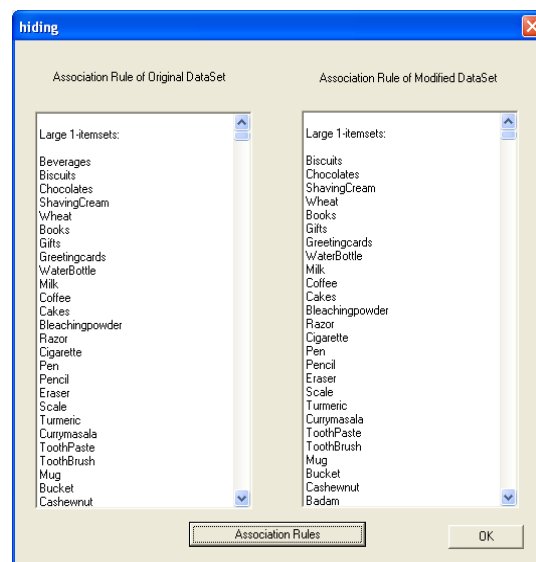 hiding
Association Rule of Original DataSet
Large 1-itemsets:
Beverages
Biscuits
Chocolates
ShavingCream
Wheat
Books
Gifts
Greetingcards
WaterBottle
Milk
Coffee
Cakes
Bleachingpowder
Razor
Cigarette
Pen
Pencil
Eraser
Scale
Turmeric
Currymasala
ToothPaste
ToothBrush
Mug
Bucket
Cashewnut
Association Rule of Modified DataSet
Large 1-itemsets:
Biscuits
Chocolates
ShavingCream
Wheat
Books
Gifts
Greetingcards
WaterBottle
Milk
Coffee
Cakes
Bleachingpowder
Razor
Cigarette
Pen
Pencil
Eraser
Scale
Turmeric
Currymasala
ToothPaste
ToothBrush
Mug
Bucket
Cashewnut
Badam
Association Rules
OK